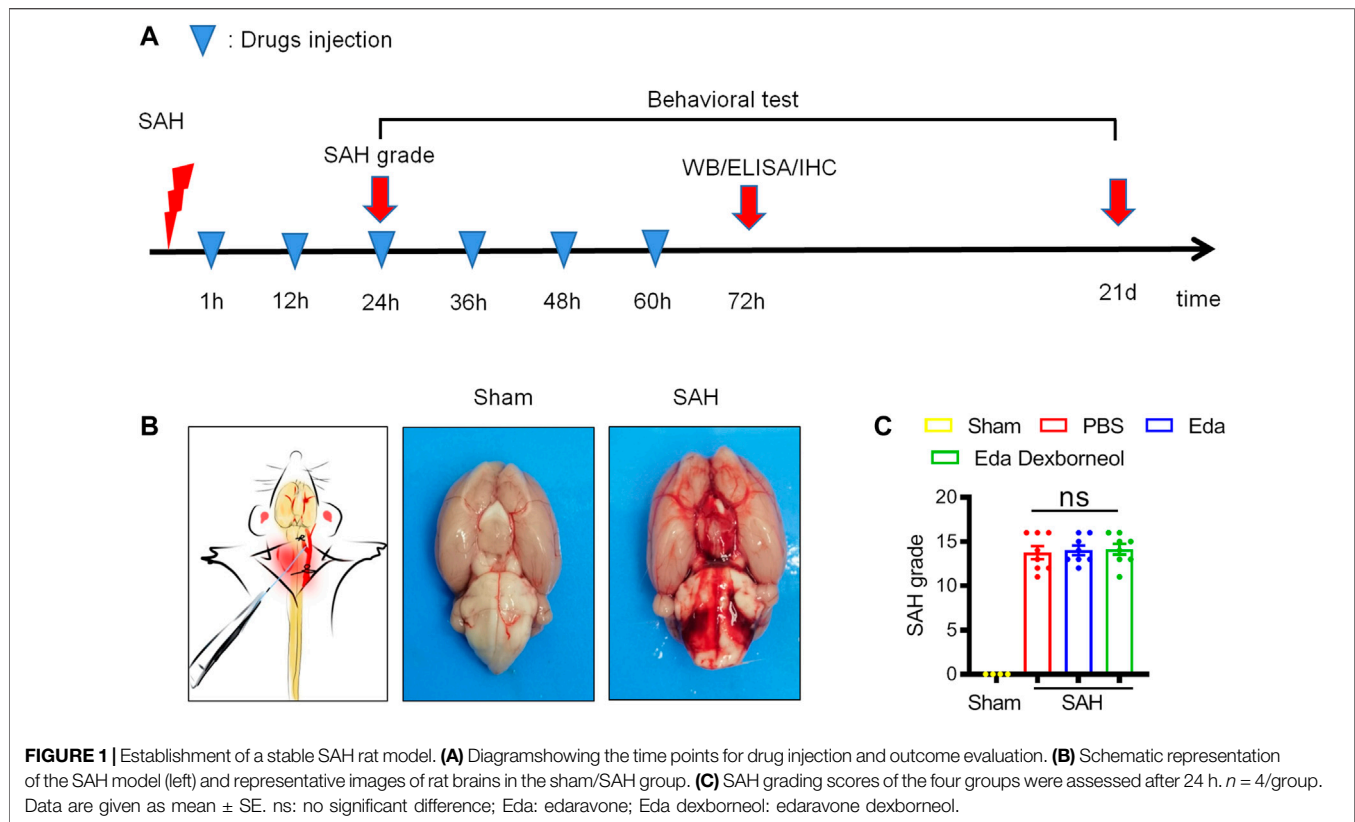 A : Drugs injection
Behavioral test
SAH
SAH grade
WB/ELISA/IHC
1h 12h 24h 36h 48h 60h 72h 21d time
Sham SAH
B
C Sham PBS Eda
Eda Dexborneol
ns
SAH grade
20
15
10
5
0
Sham SAH
FIGURE 1 | Establishment of a stable SAH rat model. (A) Diagramshowing the time points for drug injection and outcome evaluation. (B) Schematic representation
of the SAH model (left) and representative images of rat brains in the sham/SAH group. (C) SAH grading scores of the four groups were assessed after 24 h. n = 4/group.
Data are given as mean ± SE. ns: no significant difference; Eda: edaravone; Eda dexborneol: edaravone dexborneol.